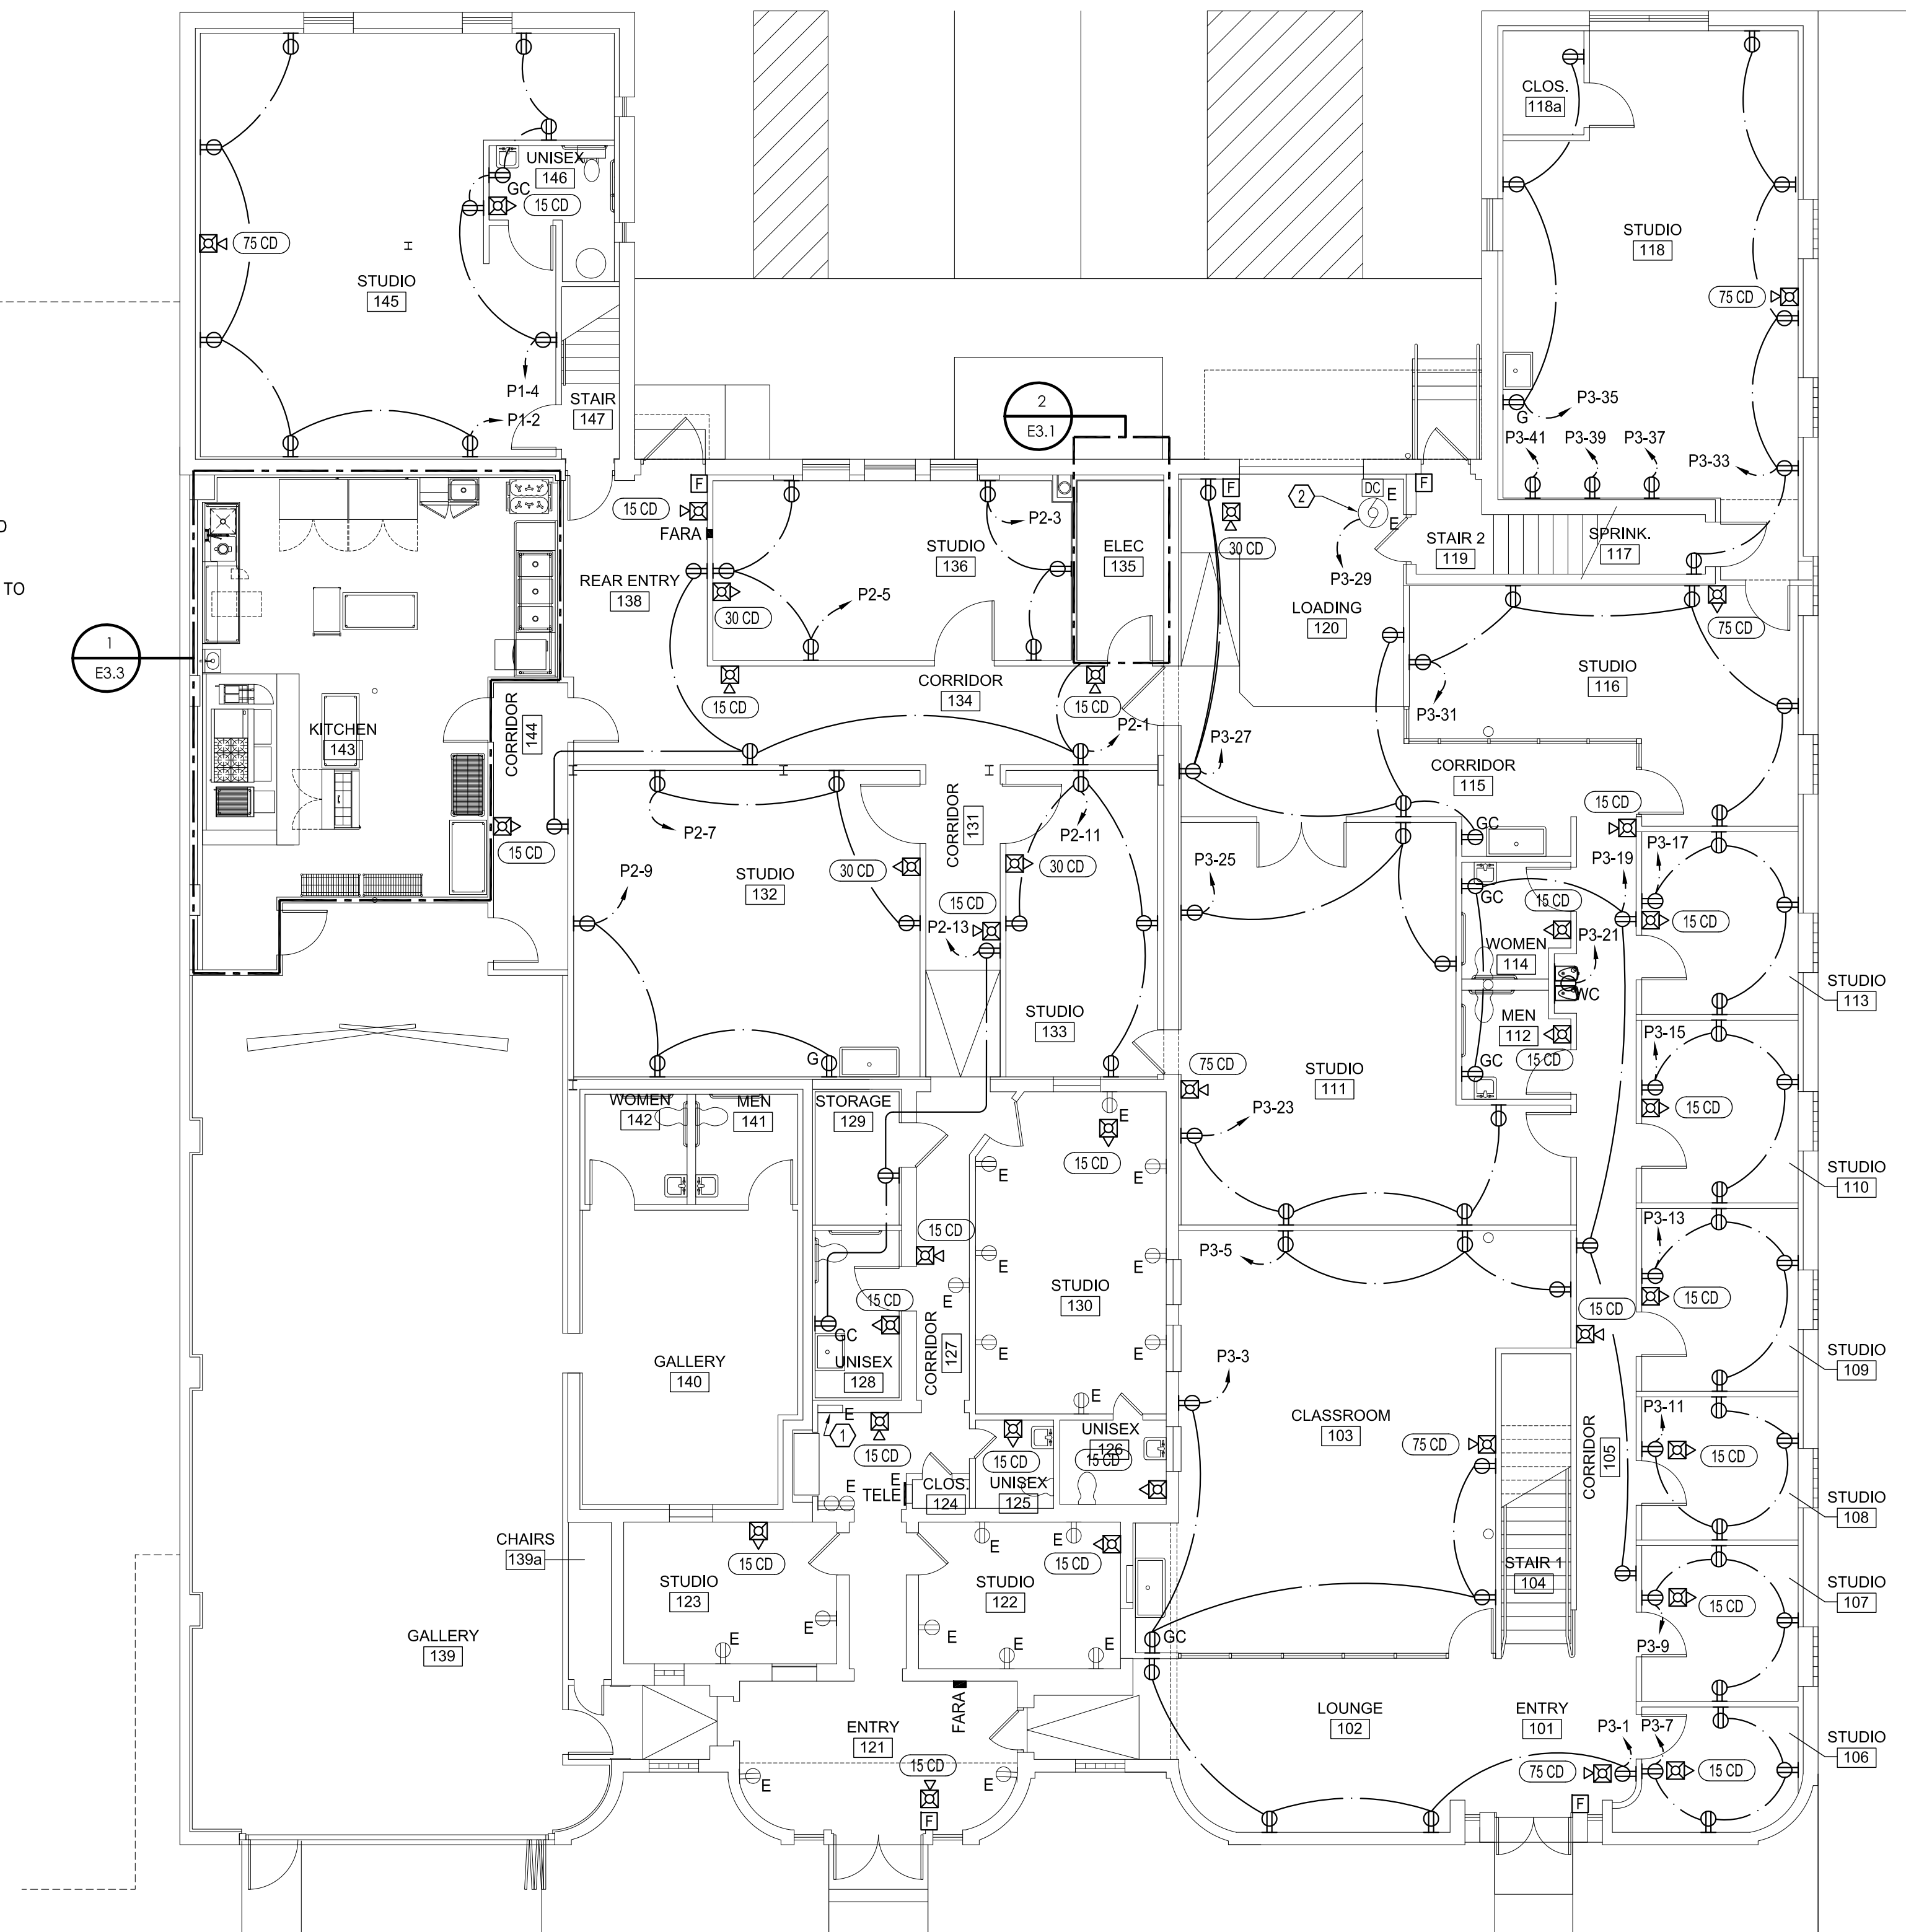 CLOS.
118a
UNISEX
146
GC
15 CD
75 CD
STUDIO
145
STUDIO
118
75 CD
P1-4
P1-2
STAIR
147
2
E3.1
P3-35
G
P3-41
P3-39
P3-37
P3-33
F
15 CD
FARA
P2-3
STUDIO
136
ELEC
135
F
30 CD
2
DC
E
E
F
STAIR 2
119
SPRINK.
117
P3-29
TO
REAR ENTRY
138
P2-5
30 CD
LOADING
120
75 CD
1
E3.3
STUDIO
116
CORRIDOR
134
15 CD
15 CD
P3-31
CORRIDOR
144
KITCHEN
143
P2-1
P3-27
CORRIDOR
115
15 CD
GC
15 CD
P2-7
CORRIDOR
131
P2-11
P3-25
P3-19
P3-17
P2-9
STUDIO
132
30 CD
30 CD
15 CD
P2-13
GC
15 CD
15 CD
WOMEN
114
P3-21
WC
STUDIO
113
STUDIO
133
MEN
112
15 CD
GC
P3-15
G
75 CD
STUDIO
111
WOMEN
142
MEN
141
STORAGE
129
E
15 CD
P3-23
15 CD
E
E
STUDIO
110
15 CD
P3-13
P3-5
E
E
STUDIO
130
15 CD
E
15 CD
15 CD
GC
UNISEX
128
CORRIDOR
127
E
E
STUDIO
109
GALLERY
140
P3-3
E
1
E
15 CD
UNISEX
126
15 CD
15 CD
CLASSROOM
103
75 CD
P3-11
15 CD
CORRIDOR
105
E
E
TELE
CLOS.
124
UNISEX
125
STUDIO
108
CHAIRS
139a
15 CD
E
E
15 CD
STAIR 1
104
STUDIO
123
STUDIO
122
STUDIO
107
15 CD
E
E
GALLERY
139
E
E
E
GC
P3-9
FARA
ENTRY
121
LOUNGE
102
ENTRY
101
P3-1
P3-7
STUDIO
106
15 CD
E
E
75 CD
15 CD
F
F